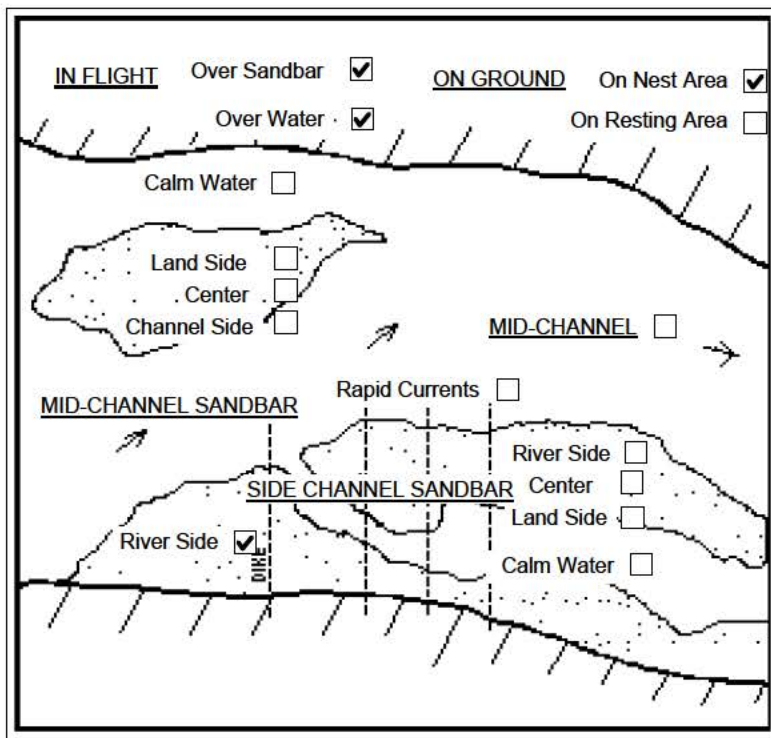 IN FLIGHT Over Sandbar ON GROUND On Nest Area
Over Water On Resting Area
Calm Water
Land Side
Center
Channel Side
MID-CHANNEL
Rapid Currents
MID-CHANNEL SANDBAR
River Side
SIDE CHANNEL SANDBAR Center
Land Side
River Side
DIKE
Calm Water